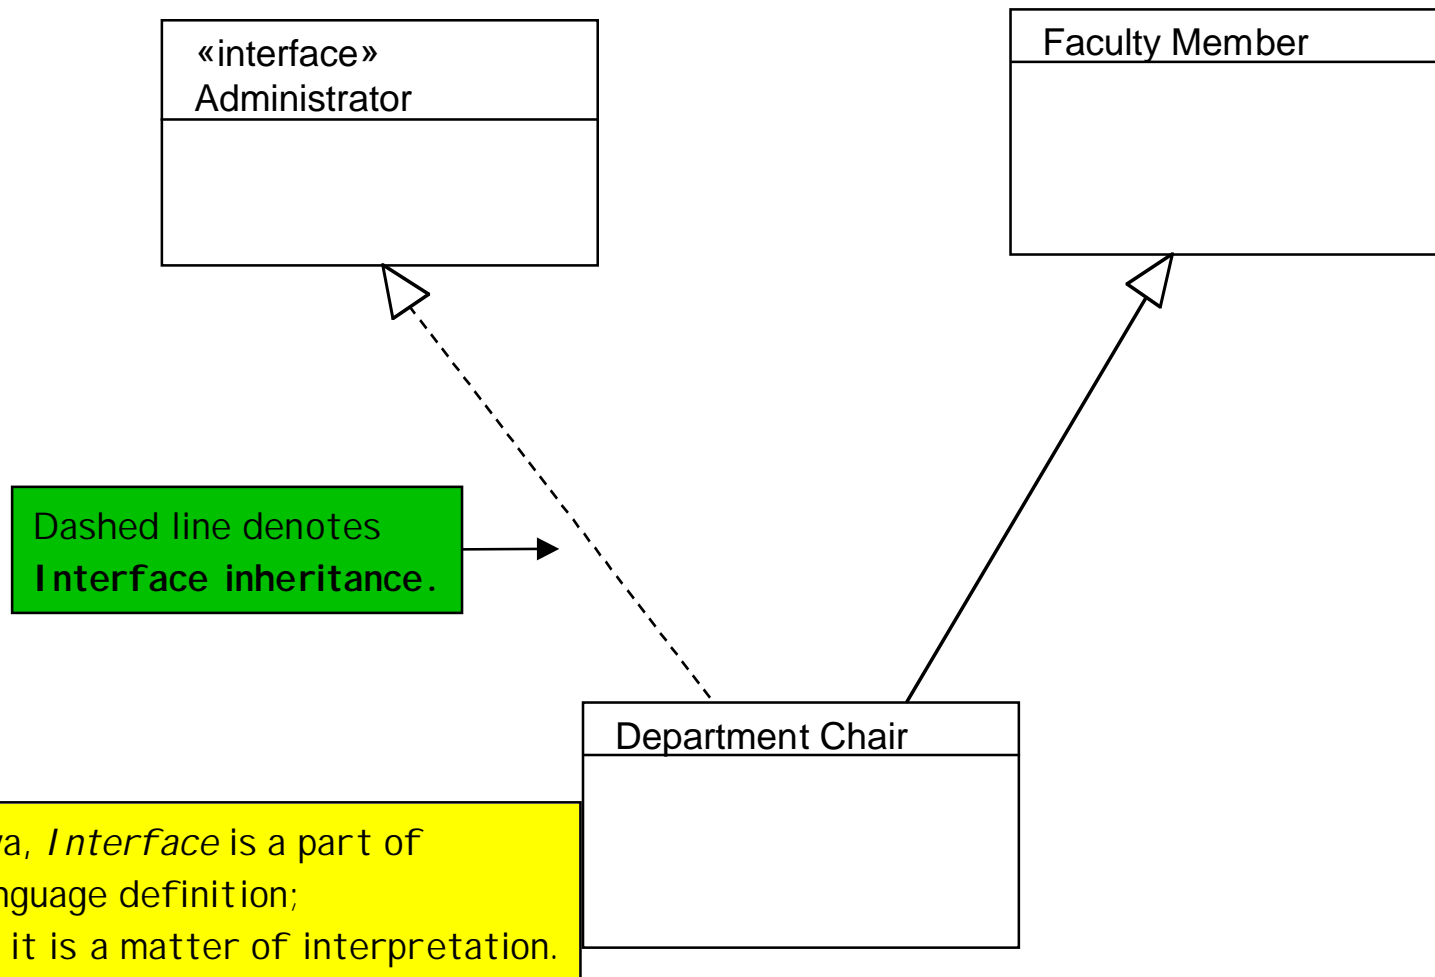 «interface»
Administrator
Faculty Member
Dashed line denotes
Interface inheritance.
Department Chair
Interface is a part of
definition;
it is a matter of interpretation.